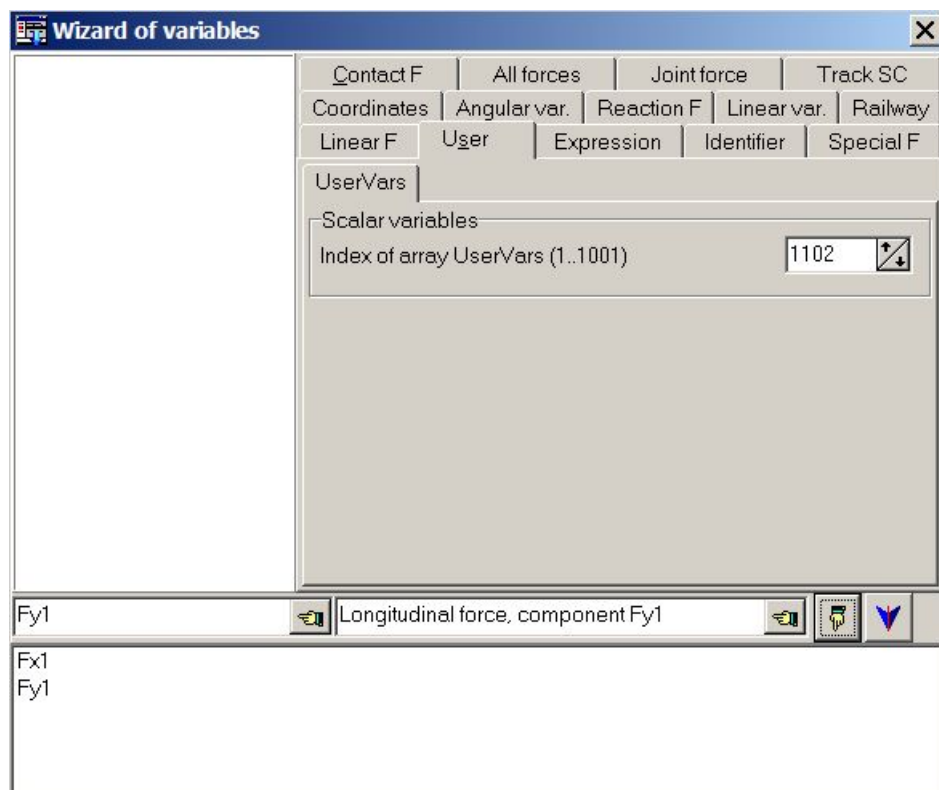 Wizard of variables
Contact F All forces Joint force Track SC
Coordinates Angular var. Reaction F Linear var. Railway
Linear F User Expression Identifier Special F
UserVars
Scalar variables
Index of array UserVars (1..1001) 1102
Fy1 Longitudinal force, component Fy1
Fx1
Fy1